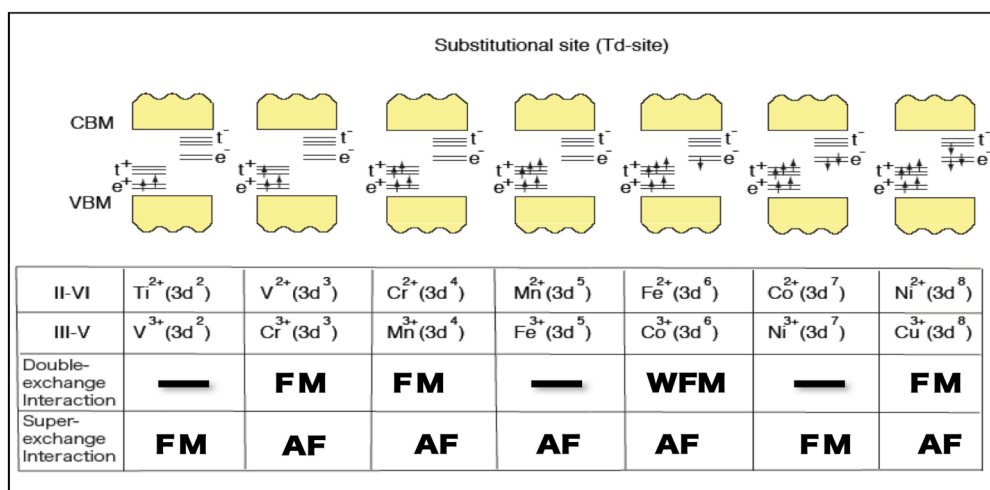 Substitutional site (Td-site)
CBM
t⁻ t⁻ t⁻ t⁻ t⁻ t⁻ t⁻
e⁻ e⁻ e⁻ e⁻ e⁻ e⁻ e⁻
t⁺ t⁺ t⁺ t⁺ t⁺ t⁺ t⁺
e⁺ e⁺ e⁺ e⁺ e⁺ e⁺ e⁺
VBM
II-VI Ti²⁺(3d²) V²⁺(3d³) Cr²⁺(3d⁴) Mn²⁺(3d⁵) Fe²⁺(3d⁶) Co²⁺(3d⁷) Ni²⁺(3d⁸)
III-V V³⁺(3d²) Cr³⁺(3d³) Mn³⁺(3d⁴) Fe³⁺(3d⁵) Co³⁺(3d⁶) Ni³⁺(3d⁷) Cu³⁺(3d⁸)
Double-
exchange
Interaction — FM FM — WFM — FM
Super-
exchange
Interaction FM AF AF AF AF FM AF